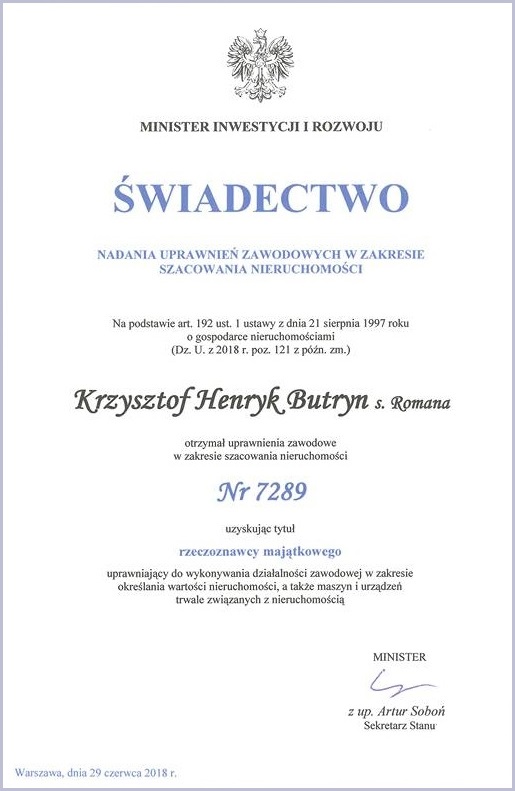 MINISTER INWESTYCJI I ROZWOJU
ŚWIADECTWO
NADANIA UPRAWNIEŃ ZAWODOWYCH W ZAKRESIE
SZACOWANIA NIERUCHOMOŚCI
Na podstawie art. 192 ust. 1 ustawy z dnia 21 sierpnia 1997 roku
o gospodarce nieruchomościami
(Dz. U. z 2018 r. poz. 121 z późn. zm.)
Krzysztof Henryk Butryn s. Romana
otrzymał uprawnienia zawodowe
w zakresie szacowania nieruchomości
Nr 7289
uzyskując tytuł
rzeczoznawcy majątkowego
uprawniający do wykonywania działalności zawodowej w zakresie
określania wartości nieruchomości, a także maszyn i urządzeń
trwale związanych z nieruchomością
MINISTER
z up. Artur Soboń
Sekretarz Stanu
Warszawa, dnia 29 czerwca 2018 r.